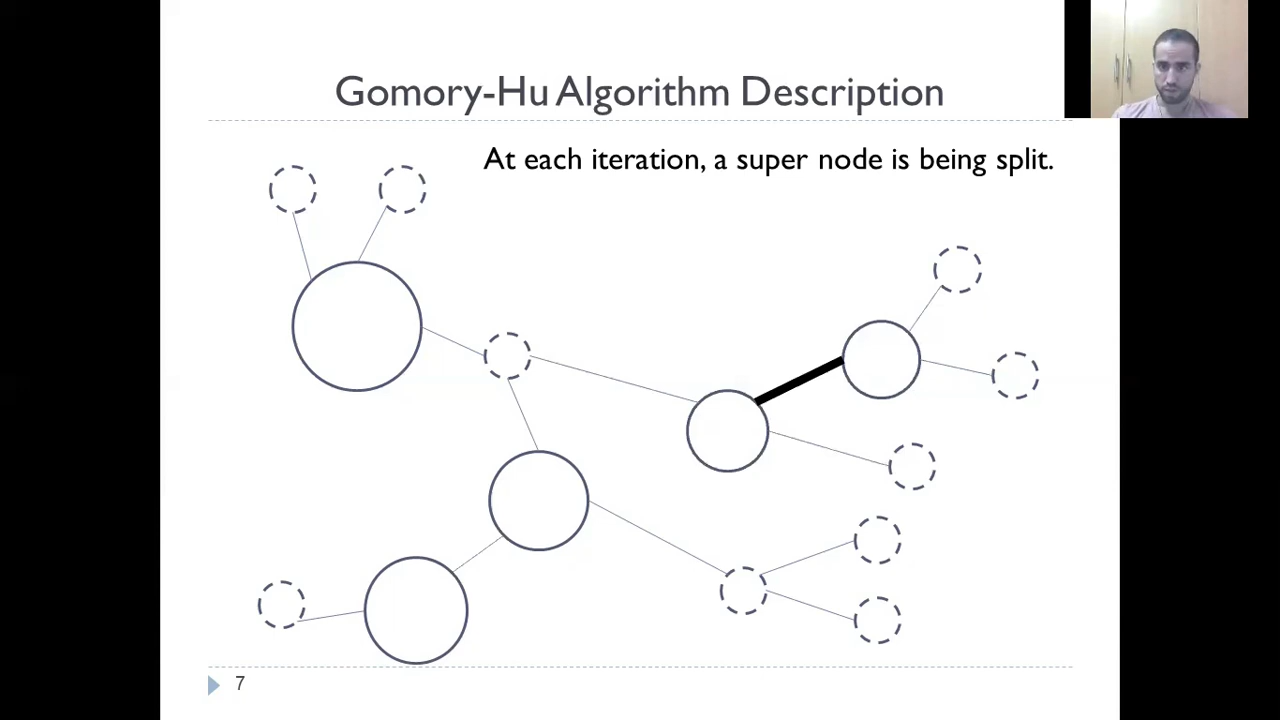 Gomory-Hu Algorithm Description
At each iteration, a super node is being split.
7